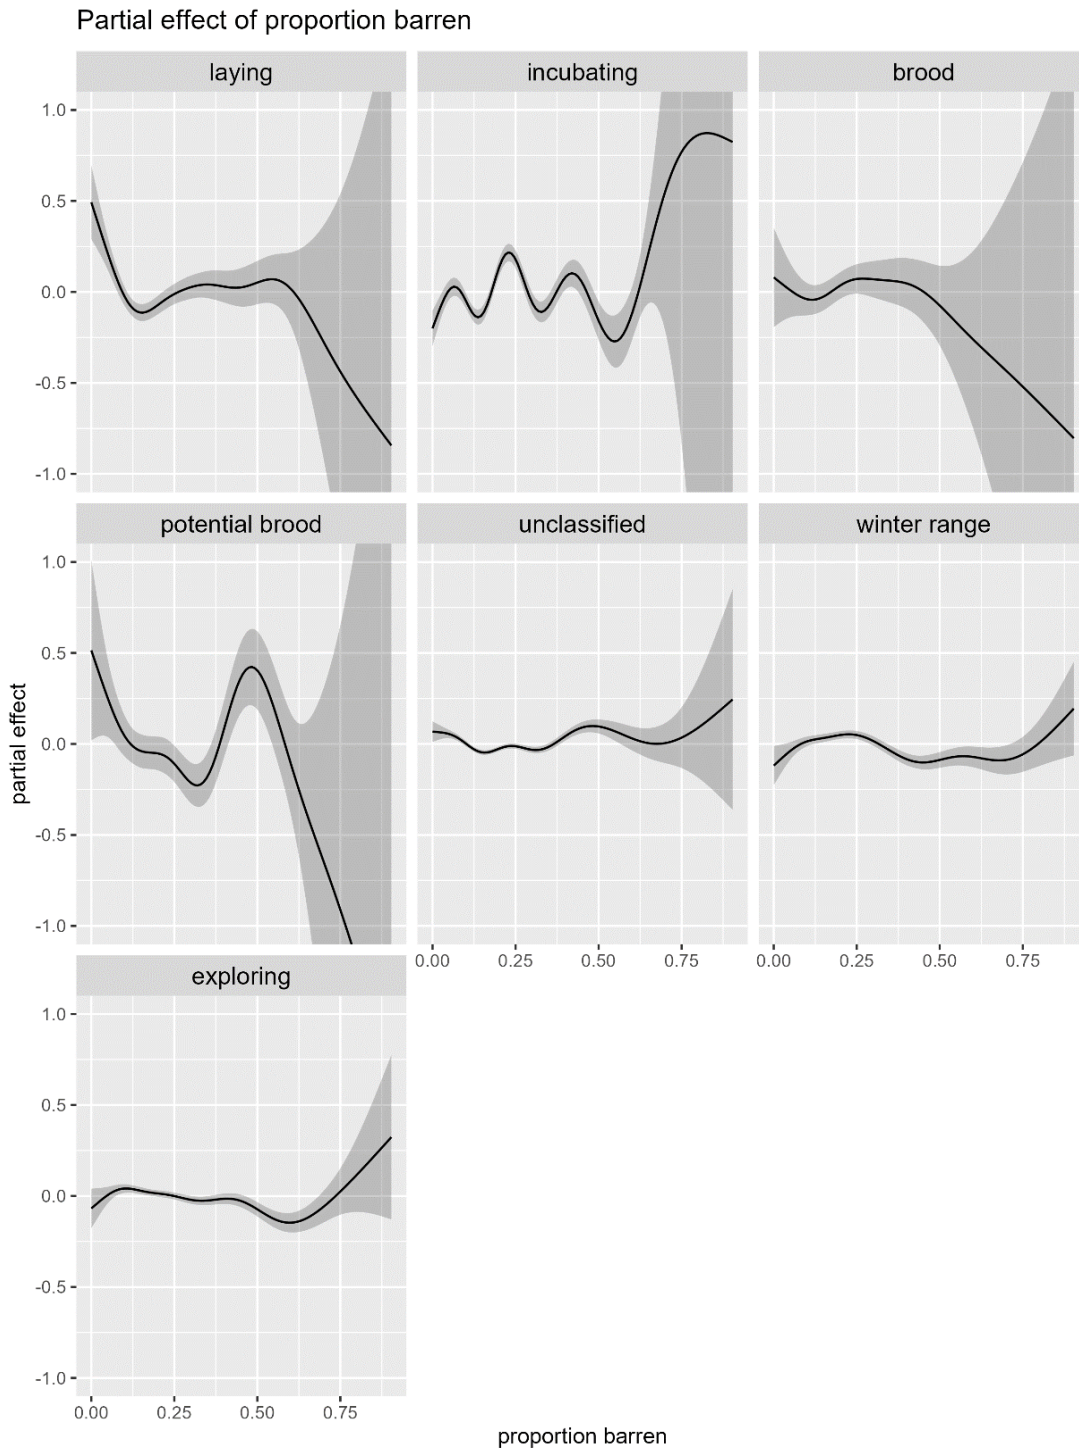 Partial effect of proportion barren
laying
incubating
brood
1.0
0.5
0.0
-0.5
-1.0
potential brood
unclassified
winter range
1.0
0.5
0.0
-0.5
-1.0
partial effect
0.00 0.25 0.50 0.75
0.00 0.25 0.50 0.75
exploring
1.0
0.5
0.0
-0.5
-1.0
0.00 0.25 0.50 0.75
proportion barren